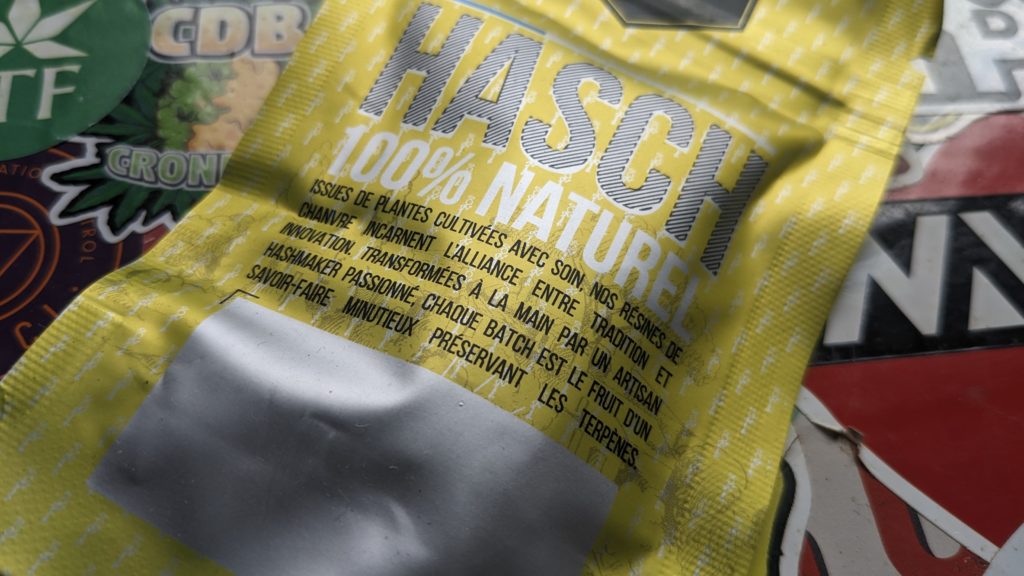 HASCH
100% NATUREL
ISSUES DE PLANTES CULTIVÉES AVEC SOIN, NOS RÉSINES DE
CHANVRE INCARNENT L'ALLIANCE ENTRE TRADITION ET
INNOVATION. TRANSFORMÉES À LA MAIN PAR UN ARTISAN
HASHMAKER PASSIONNÉ CHAQUE BATCH EST LE FRUIT D'UN
SAVOIR-FAIRE MINUTIEUX PRÉSERVANT LES TERPÈNES.
CDB